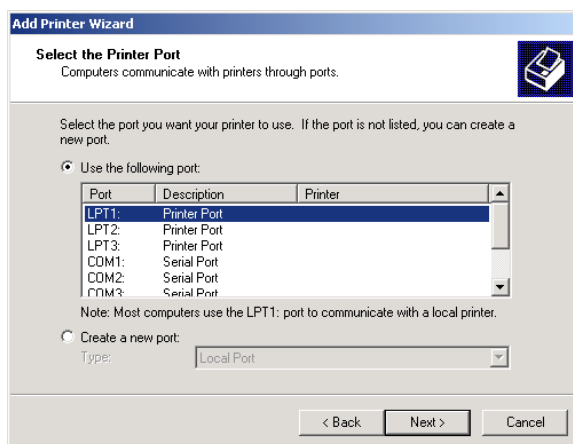 Add Printer Wizard
Select the Printer Port
Computers communicate with printers through ports.
Select the port you want your printer to use. If the port is not listed, you can create a
new port.
Use the following port:
Port Description Printer
LPT1: Printer Port
LPT2: Printer Port
LPT3: Printer Port
COM1: Serial Port
COM2: Serial Port
COM3: Serial Port
Note: Most computers use the LPT1: port to communicate with a local printer.
Create a new port:
Type: Local Port
< Back Next > Cancel